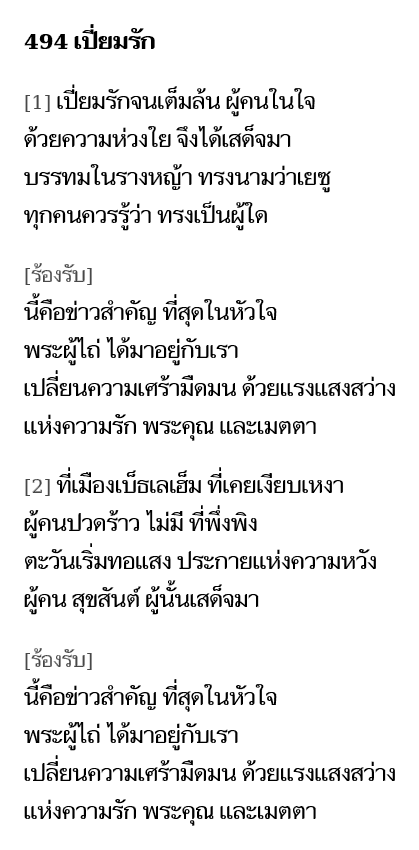 494 เปี่ยมรัก
[1] เปี่ยมรักจนเต็มล้น ผู้คนในใจ
ด้วยความห่วงใย จึงได้เสด็จมา
บรรทมในรางหญ้า ทรงนามว่าเยซู
ทุกคนควรรู้ว่า ทรงเป็นผู้ใด
[ร้องรับ]
นี้คือข่าวสำคัญ ที่สุดในหัวใจ
พระผู้ไถ่ ได้มาอยู่กับเรา
เปลี่ยนความเศร้ามืดมน ด้วยแรงแสงสว่าง
แห่งความรัก พระคุณ และเมตตา
[2] ที่เมืองเบ็ธเลเฮ็ม ที่เคยเงียบเหงา
ผู้คนปวดร้าว ไม่มี ที่พึ่งพิง
ตะวันเริ่มทอแสง ประกายแห่งความหวัง
ผู้คน สุขสันต์ ผู้นั้นเสด็จมา
[ร้องรับ]
นี้คือข่าวสำคัญ ที่สุดในหัวใจ
พระผู้ไถ่ ได้มาอยู่กับเรา
เปลี่ยนความเศร้ามืดมน ด้วยแรงแสงสว่าง
แห่งความรัก พระคุณ และเมตตา